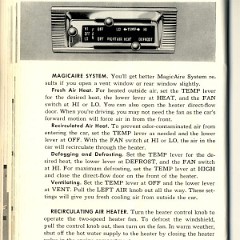 MAGICAIRE SYSTEM. You'll get better MagicAire System re-
sults if you open a vent window or rear window slightly.
Fresh Air Heat. For heated outside air, set the TEMP lever
for the desired heat, the lower lever at HEAT, and the FAN
switch at HI or LO. You can also open the heater direct-flow
door. When you're driving, you may not need the fan as the car's
forward motion will force air in from the front.
Recirculated Air Heat. To prevent odor-contaminated air from
entering the car, set the TEMP lever as needed and the lower
lever at OFF. With the FAN switch at HI or LO, the air in the
car will circulate through the heater.
Defogging and Defrosting. Set the TEMP lever for the de-
sired heat, the lower lever at DEFROST, and the FAN switch
at HI. For maximum defrosting, set the TEMP lever at HIGH
and close the direct-flow door on the front of the heater.
Ventilating. Set the TEMP lever at OFF and the lower lever
at VENT. Pull the LEFT AIR knob out all the way. These set-
tings will give you fresh cooling air from outside the car.
RECIRCULATING AIR HEATER. Turn the heater control knob to
operate the two-speed heater fan. To defrost the windshield,
pull the control knob out and turn the fan on. In warm weather,
shut off the hot water supply to the heater by closing the heater